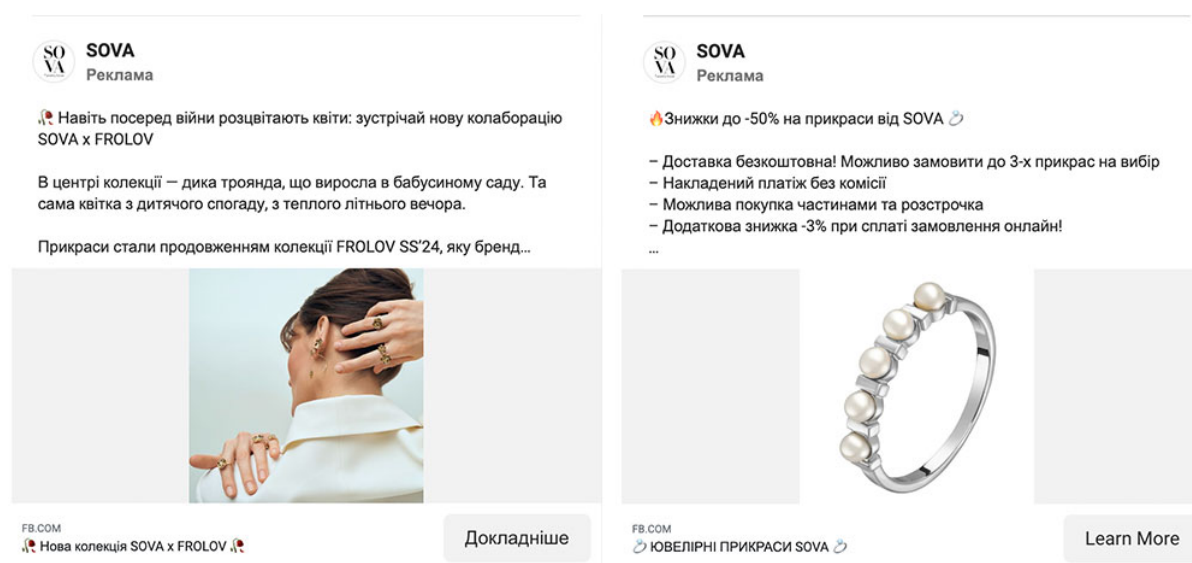 SO
VA
SOVA
Реклама
🥀 Навіть посеред війни розцвітають квіти: зустрічай нову колаборацію
SOVA x FROLOV
В центрі колекції — дика троянда, що виросла в бабусиному саду. Та
сама квітка з дитячого спогаду, з теплого літнього вечора.
Прикраси стали продовженням колекції FROLOV SS'24, яку бренд...
FB.COM
🥀 Нова колекція SOVA x FROLOV 🥀
Докладніше
SO
VA
SOVA
Реклама
🔥Знижки до -50% на прикраси від SOVA 💍
– Доставка безкоштовна! Можливо замовити до 3-х прикрас на вибір
– Накладений платіж без комісії
– Можлива покупка частинами та розстрочка
– Додаткова знижка -3% при сплаті замовлення онлайн!
...
FB.COM
💍 ЮВЕЛІРНІ ПРИКРАСИ SOVA 💍
Learn More